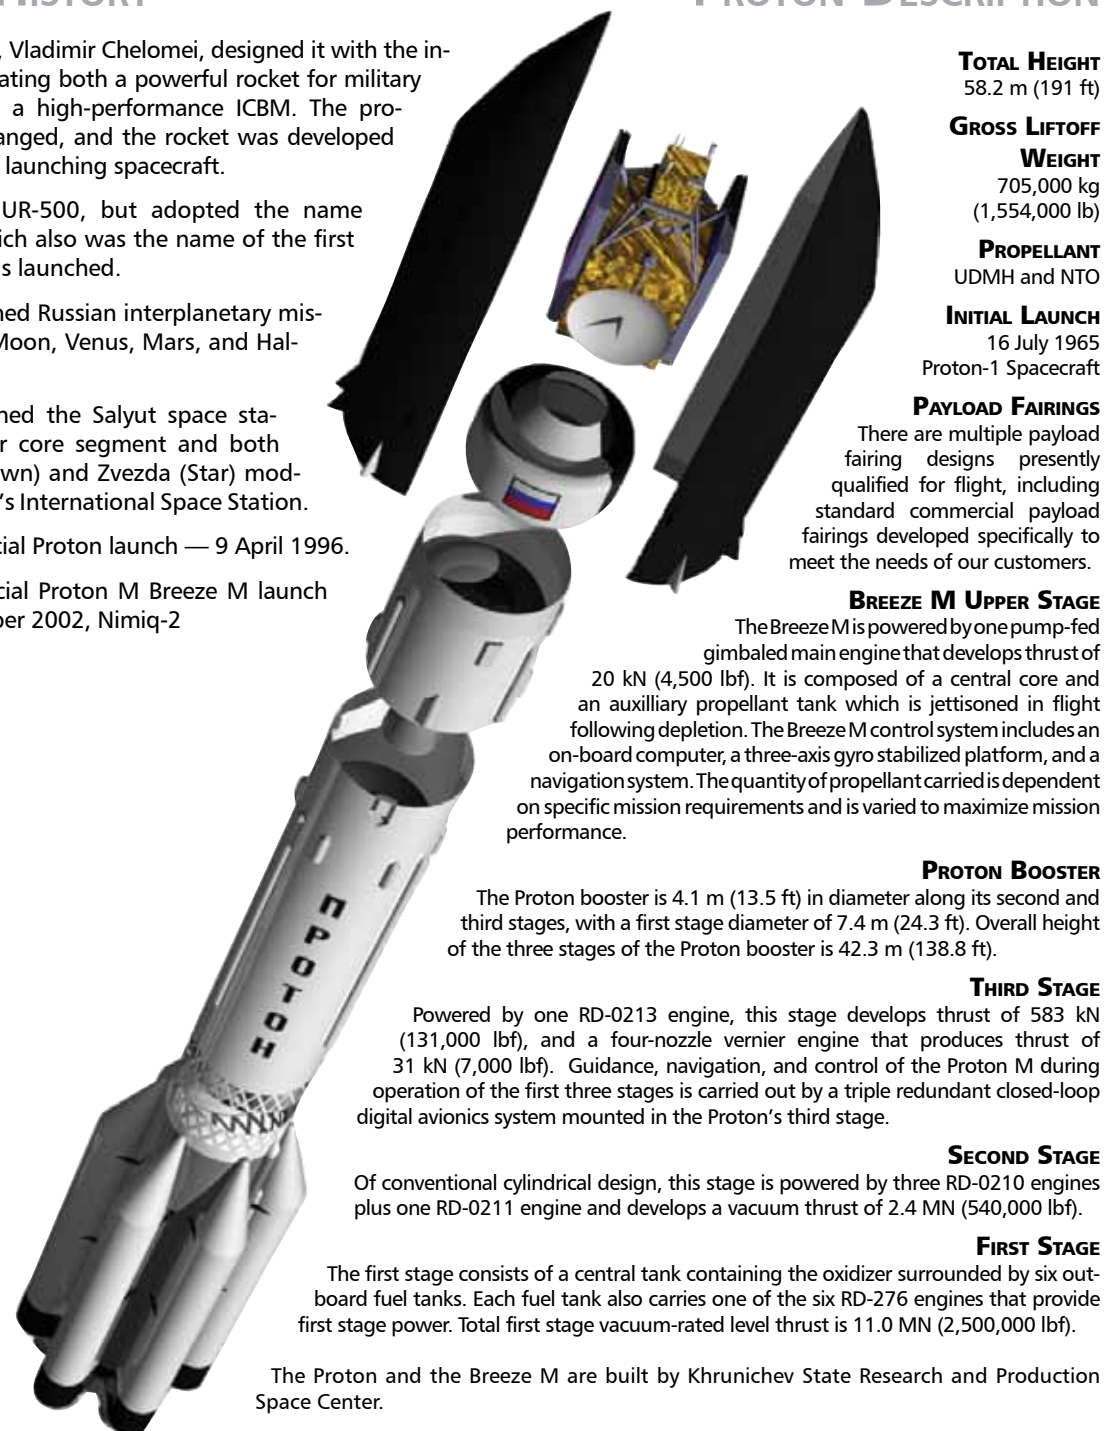 HISTORY
, Vladimir Chelomei, designed it with the in-
ating both a powerful rocket for military
a high-performance ICBM. The pro-
anged, and the rocket was developed
launching spacecraft.
UR-500, but adopted the name
ich also was the name of the first
s launched.
ned Russian interplanetary mis-
Moon, Venus, Mars, and Hal-
ned the Salyut space sta-
r core segment and both
wn) and Zvezda (Star) mod-
’s International Space Station.
cial Proton launch — 9 April 1996.
cial Proton M Breeze M launch
ber 2002, Nimiq-2
ПРОТОН
PROTON DESCRIPTION
TOTAL HEIGHT
58.2 m (191 ft)
GROSS LIFTOFF
WEIGHT
705,000 kg
(1,554,000 lb)
PROPELLANT
UDMH and NTO
INITIAL LAUNCH
16 July 1965
Proton-1 Spacecraft
PAYLOAD FAIRINGS
There are multiple payload
fairing designs presently
qualified for flight, including
standard commercial payload
fairings developed specifically to
meet the needs of our customers.
BREEZE M UPPER STAGE
The Breeze M is powered by one pump-fed
gimbaled main engine that develops thrust of
20 kN (4,500 lbf). It is composed of a central core and
an auxilliary propellant tank which is jettisoned in flight
following depletion. The Breeze M control system includes an
on-board computer, a three-axis gyro stabilized platform, and a
navigation system. The quantity of propellant carried is dependent
on specific mission requirements and is varied to maximize mission
performance.
PROTON BOOSTER
The Proton booster is 4.1 m (13.5 ft) in diameter along its second and
third stages, with a first stage diameter of 7.4 m (24.3 ft). Overall height
of the three stages of the Proton booster is 42.3 m (138.8 ft).
THIRD STAGE
Powered by one RD-0213 engine, this stage develops thrust of 583 kN
(131,000 lbf), and a four-nozzle vernier engine that produces thrust of
31 kN (7,000 lbf). Guidance, navigation, and control of the Proton M during
operation of the first three stages is carried out by a triple redundant closed-loop
digital avionics system mounted in the Proton’s third stage.
SECOND STAGE
Of conventional cylindrical design, this stage is powered by three RD-0210 engines
plus one RD-0211 engine and develops a vacuum thrust of 2.4 MN (540,000 lbf).
FIRST STAGE
The first stage consists of a central tank containing the oxidizer surrounded by six out-
board fuel tanks. Each fuel tank also carries one of the six RD-276 engines that provide
first stage power. Total first stage vacuum-rated level thrust is 11.0 MN (2,500,000 lbf).
The Proton and the Breeze M are built by Khrunichev State Research and Production
Space Center.